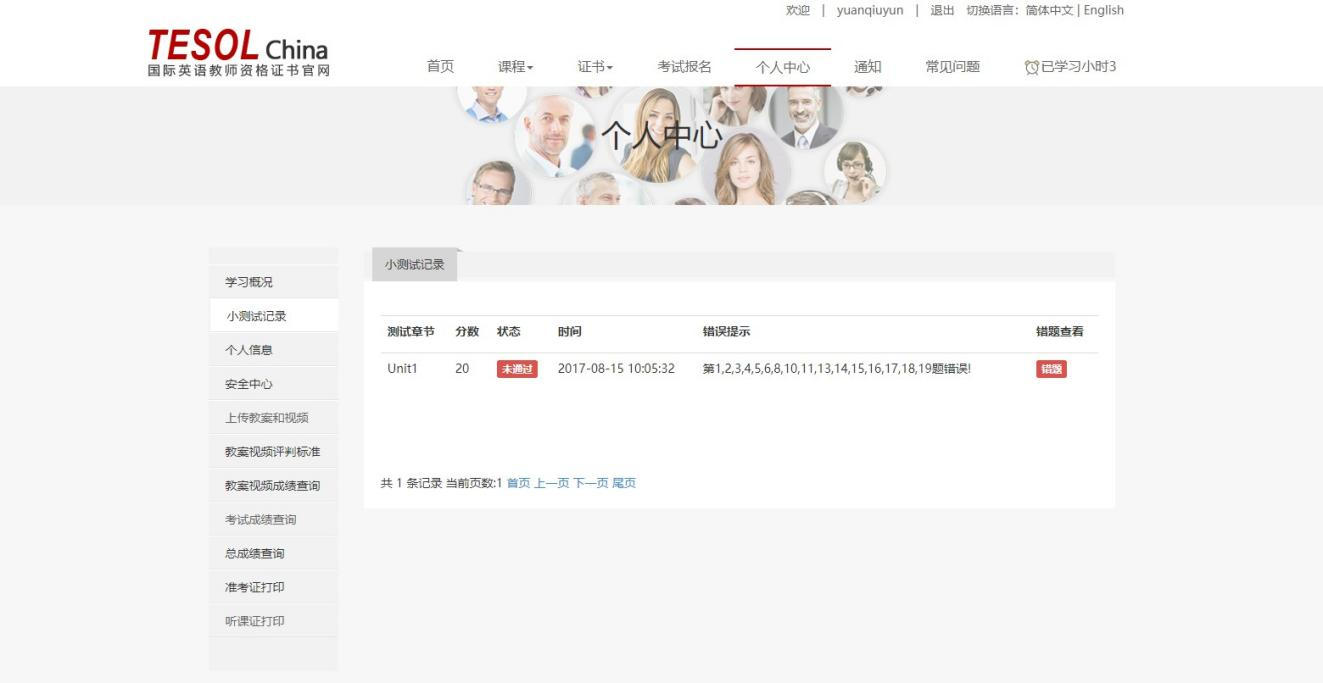 欢迎 | yuanqiuyun | 退出 切换语言：简体中文 | English
TESOL China
国际英语教师资格证书官网
首页 课程 证书 考试报名 个人中心 通知 常见问题 已学习小时3
个人中心
小测试记录
学习概况
小测试记录
个人信息
安全中心
上传教案和视频
教案视频评判标准
教案视频成绩查询
考试成绩查询
总成绩查询
准考证打印
听课证打印
测试章节 分数 状态 时间 错误提示 错题查看
Unit1 20 未通过 2017-08-15 10:05:32 第1,2,3,4,5,6,8,10,11,13,14,15,16,17,18,19题错误! 错题
共 1 条记录 当前页数:1 首页 上一页 下一页 尾页